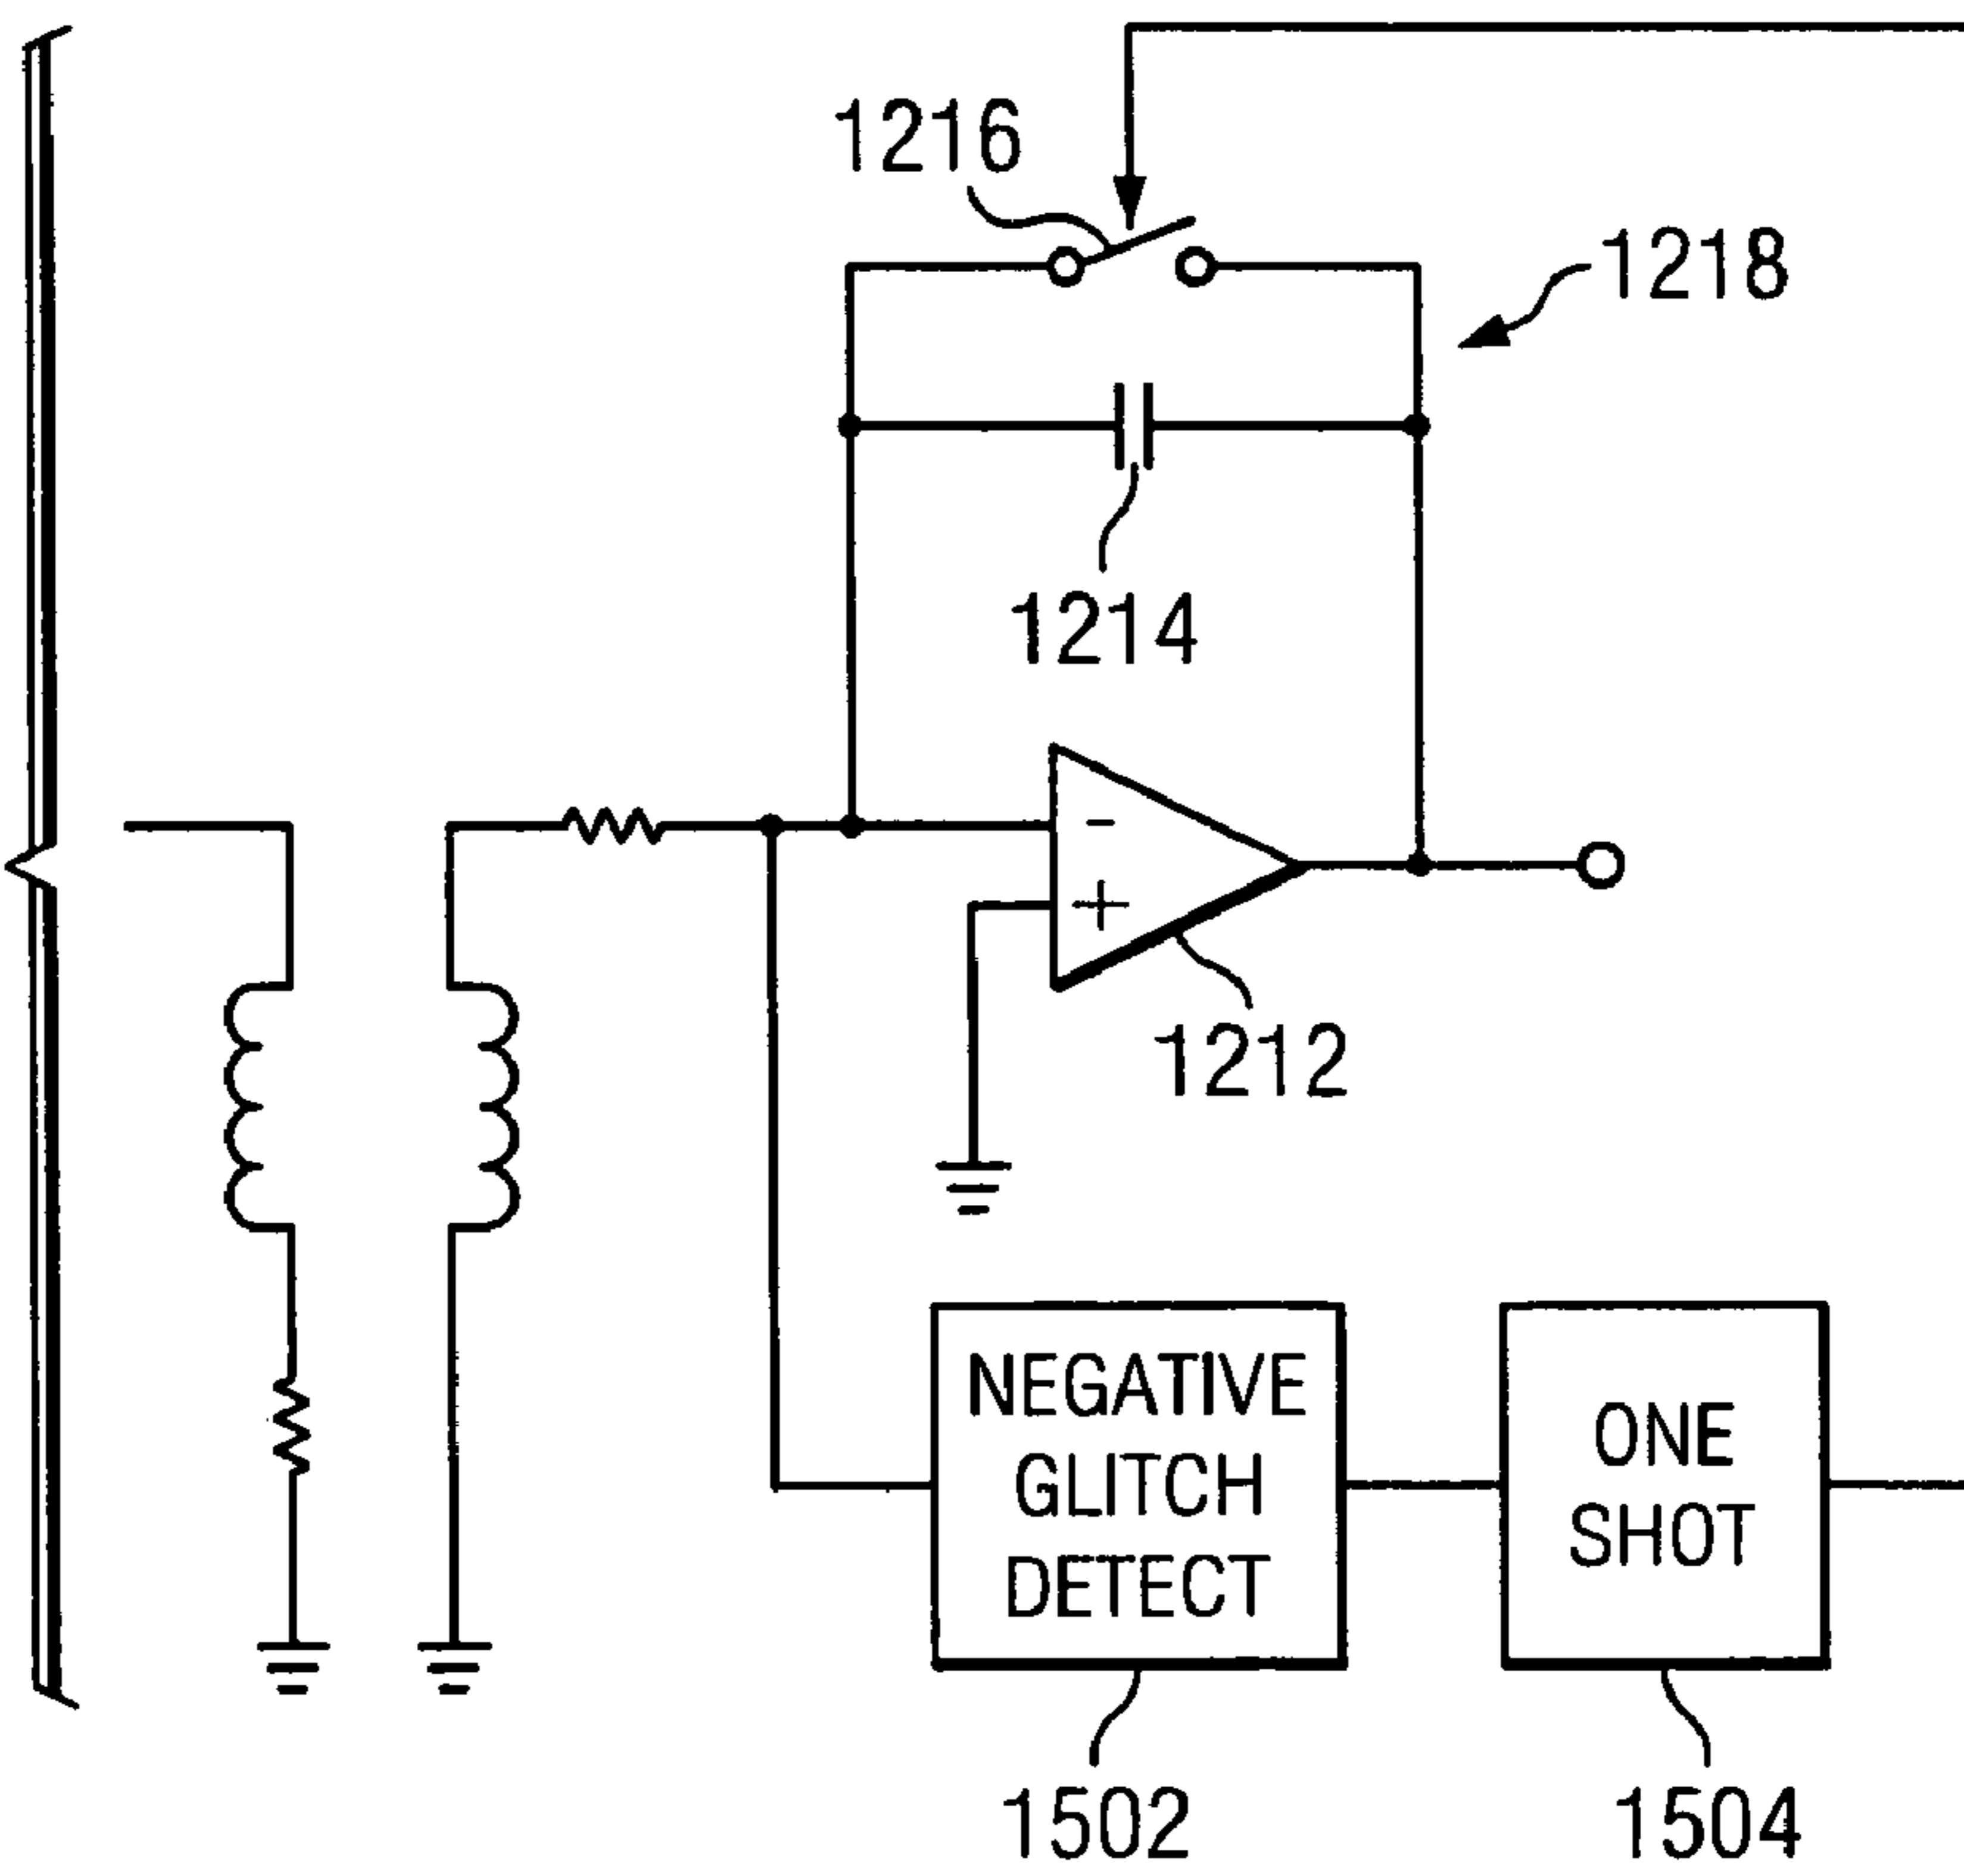 1216
1218
1214
-
+
1212
NEGATIVE
GLITCH
DETECT
ONE
SHOT
1502
1504